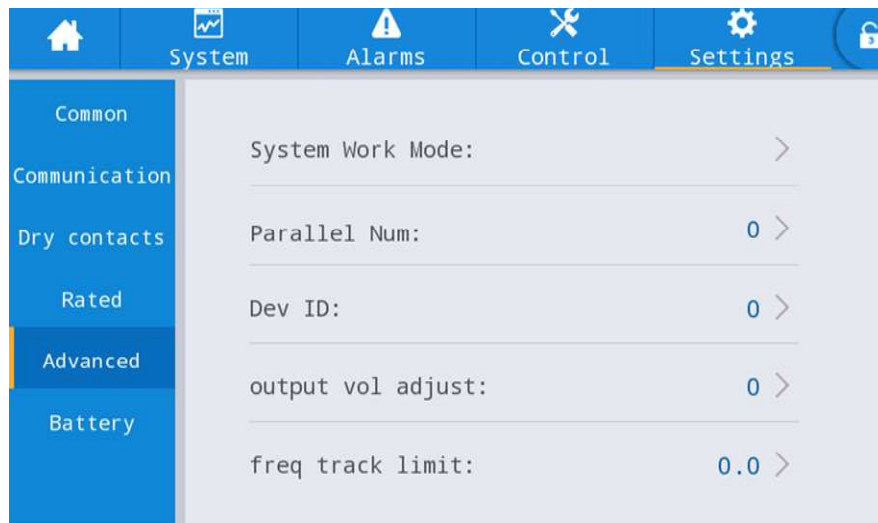 System
Alarms
Control
Settings
Common
Communication
Dry contacts
Rated
Advanced
Battery
System Work Mode:
Parallel Num: 0
Dev ID: 0
output vol adjust: 0
freq track limit: 0.0